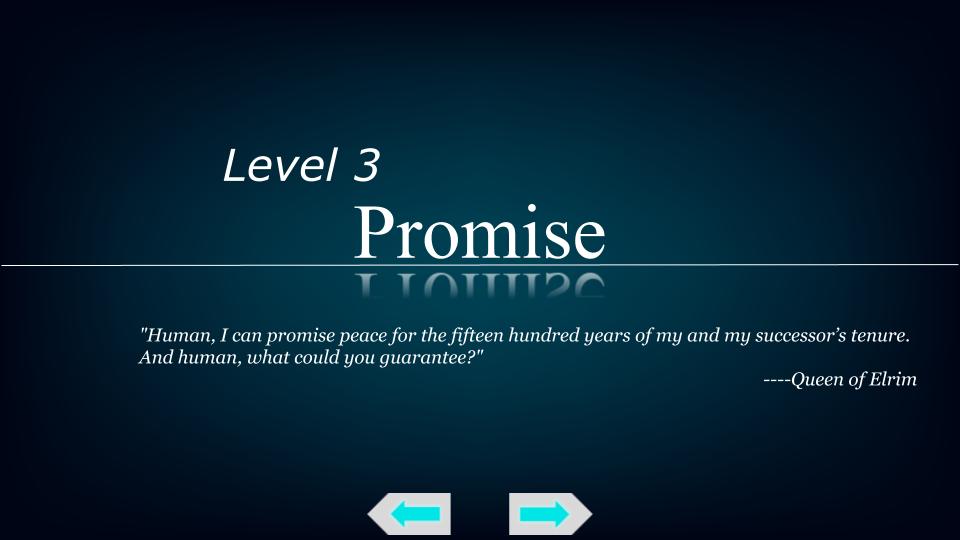 Level 3
Promise
"Human, I can promise peace for the fifteen hundred years of my and my successor’s tenure.
And human, what could you guarantee?"
----Queen of Elrim